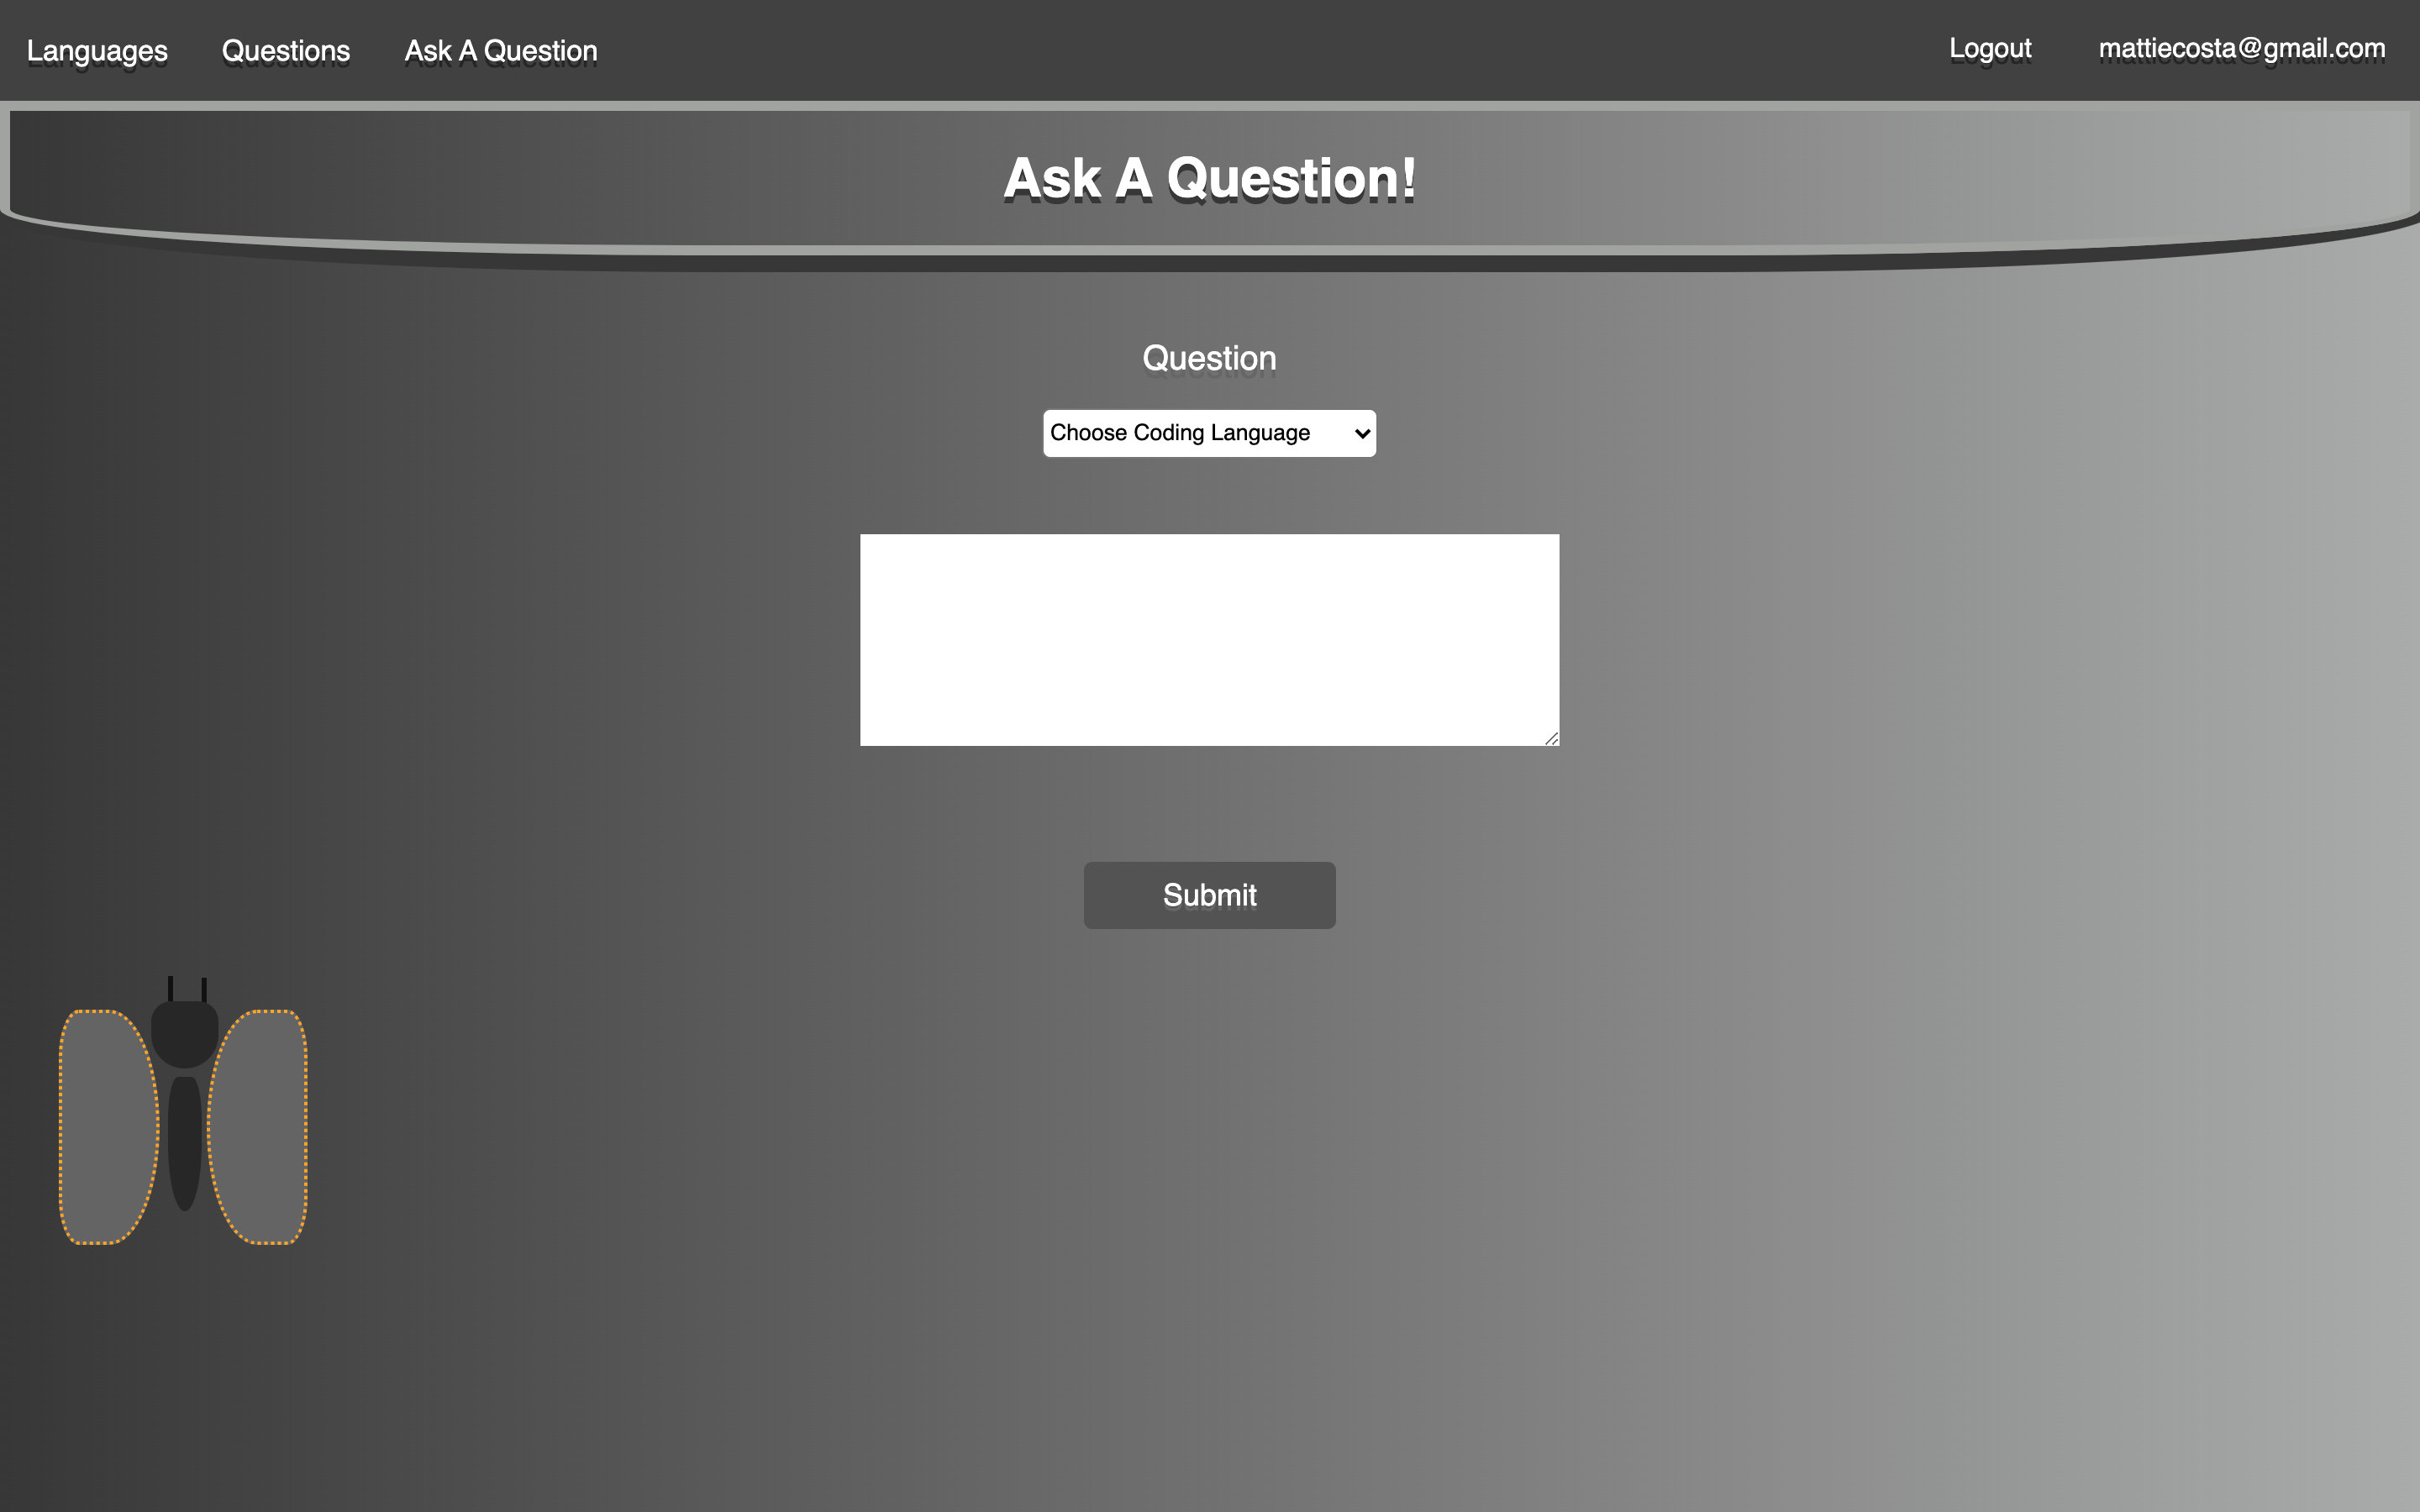 Languages Questions Ask A Question Logout mattiecosta@gmail.com
Ask A Question!
Question
Choose Coding Language
Submit